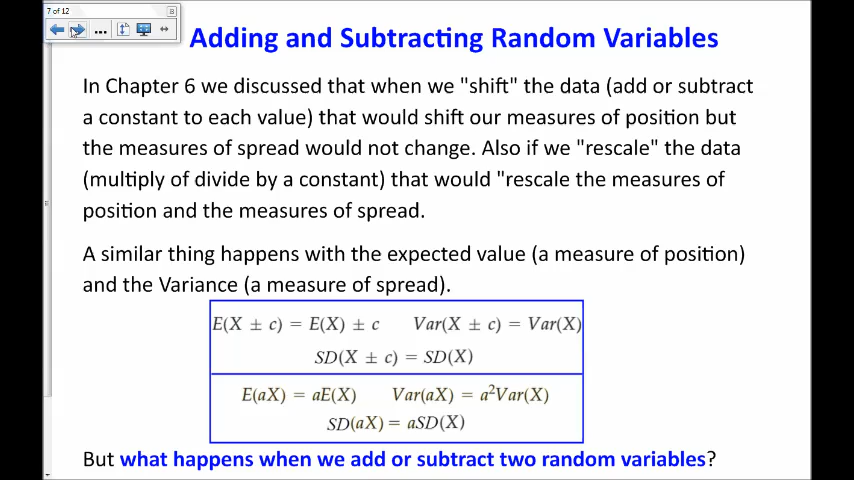 7 of 12
Adding and Subtracting Random Variables
In Chapter 6 we discussed that when we "shift" the data (add or subtract
a constant to each value) that would shift our measures of position but
the measures of spread would not change. Also if we "rescale" the data
(multiply of divide by a constant) that would "rescale the measures of
position and the measures of spread.
A similar thing happens with the expected value (a measure of position)
and the Variance (a measure of spread).
E(X ± c) = E(X) ± c Var(X ± c) = Var(X)
SD(X ± c) = SD(X)
E(aX) = aE(X) Var(aX) = a²Var(X)
SD(aX) = aSD(X)
But what happens when we add or subtract two random variables?